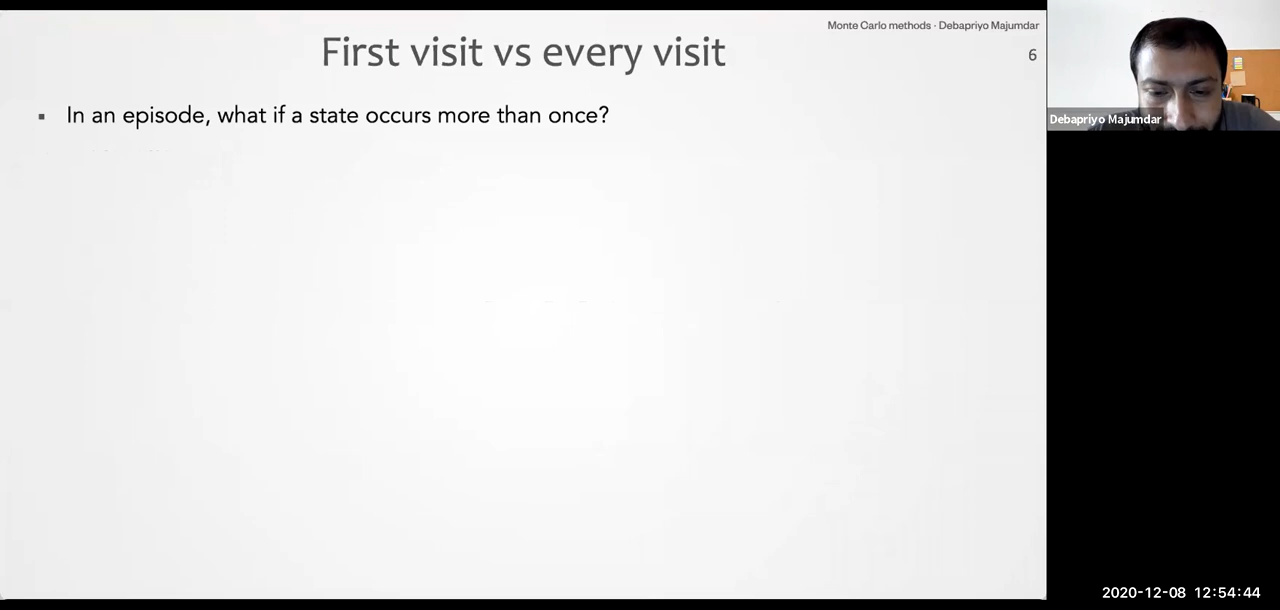 Monte Carlo methods · Debapriyo Majumdar
First visit vs every visit
6
▪ In an episode, what if a state occurs more than once?
Debapriyo Majumdar
2020-12-08 12:54:44